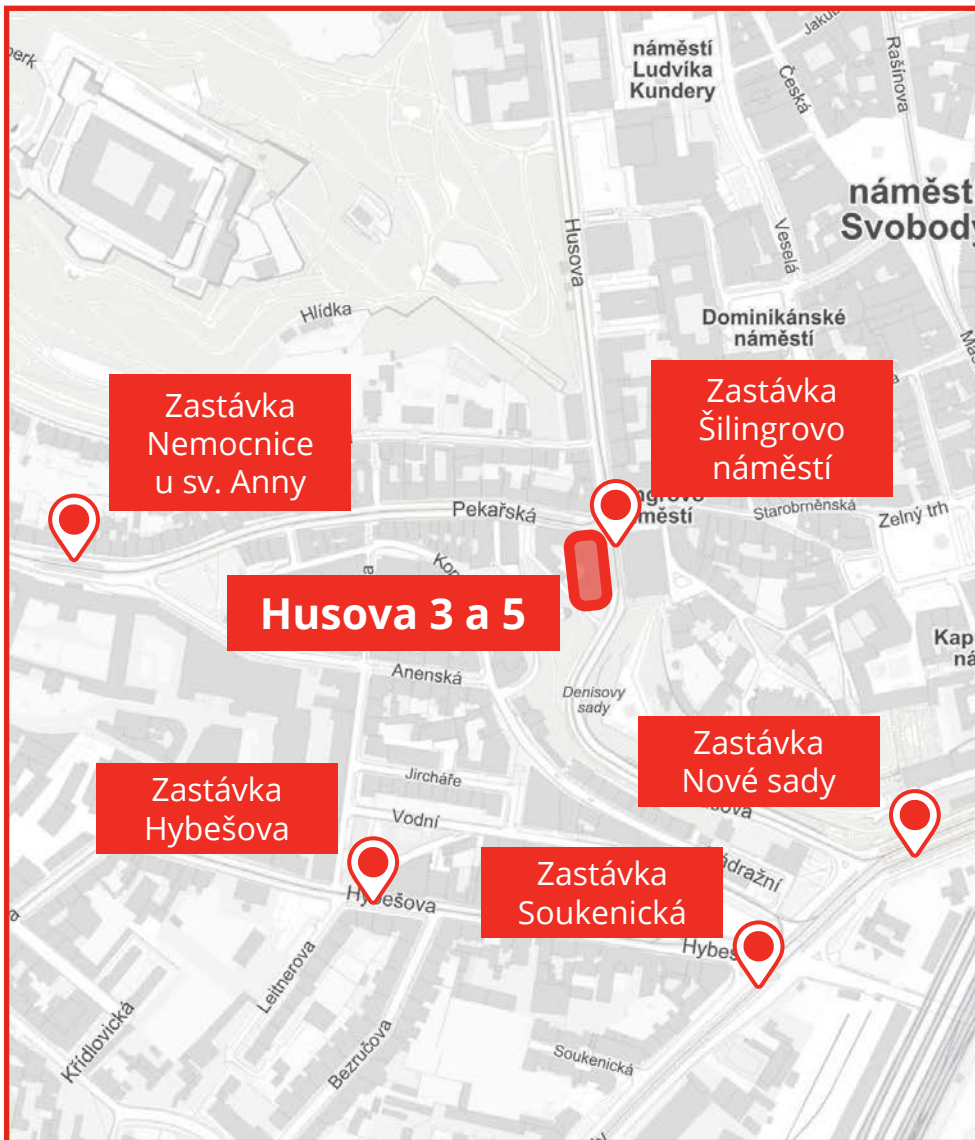 náměstí
Ludvíka
Kundery
Česká
Rašínova
Husova
Veselá
náměst
Svobody
Hlídka
Dominikánské
náměstí
Zastávka
Nemocnice
u sv. Anny
Zastávka
Šilingrovo
náměstí
Pekařská
Starobrněnská
Zelný trh
Husova 3 a 5
Anenská
Denisovy
sady
Jircháře
Zastávka
Nové sady
Zastávka
Hybešova
Vodní
Hybešova
Zastávka
Soukenická
Leitnerova
Křídlovická
Bezručova
Soukenická